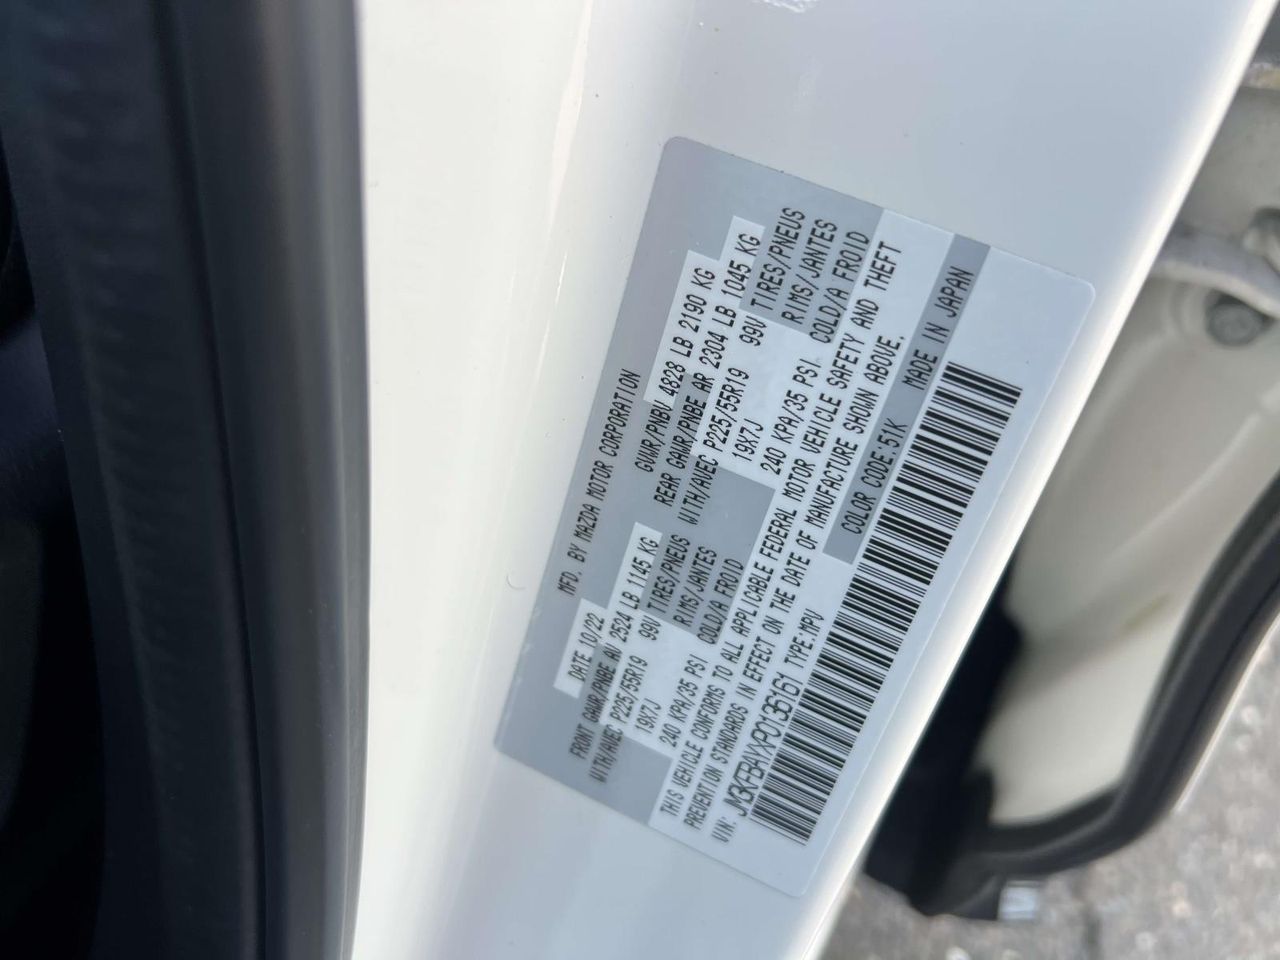 MFD. BY MAZDA MOTOR CORPORATION
DATE 10/22 GVWR/PNBV 4828 LB 2190 KG
FRONT GAWR/PNBE AV 2524 LB 1145 KG REAR GAWR/PNBE AR 2304 LB 1045 KG
WITH/AVEC P225/55R19 99V TIRES/PNEUS WITH/AVEC P225/55R19 99V TIRES/PNEUS
19X7J RIMS/JANTES 19X7J RIMS/JANTES
240 KPA/35 PSI COLD/A FROID 240 KPA/35 PSI. COLD/A FROID
THIS VEHICLE CONFORMS TO ALL APPLICABLE FEDERAL MOTOR VEHICLE SAFETY AND THEFT
PREVENTION STANDARDS IN EFFECT ON THE DATE OF MANUFACTURE SHOWN ABOVE.
VIN: JM3KFBAYXP0136161 TYPE:MPV COLOR CODE:51K MADE IN JAPAN